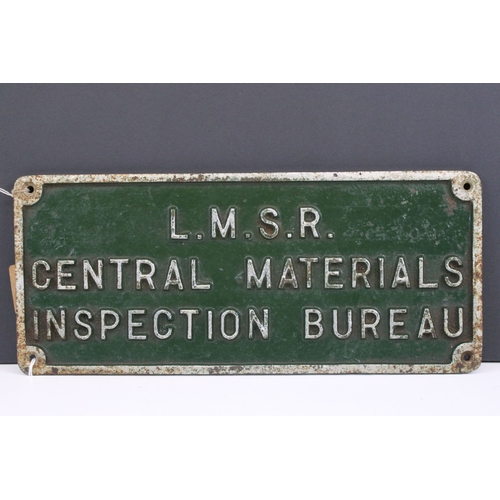 L.M.S.R.
CENTRAL MATERIALS
INSPECTION BUREAU